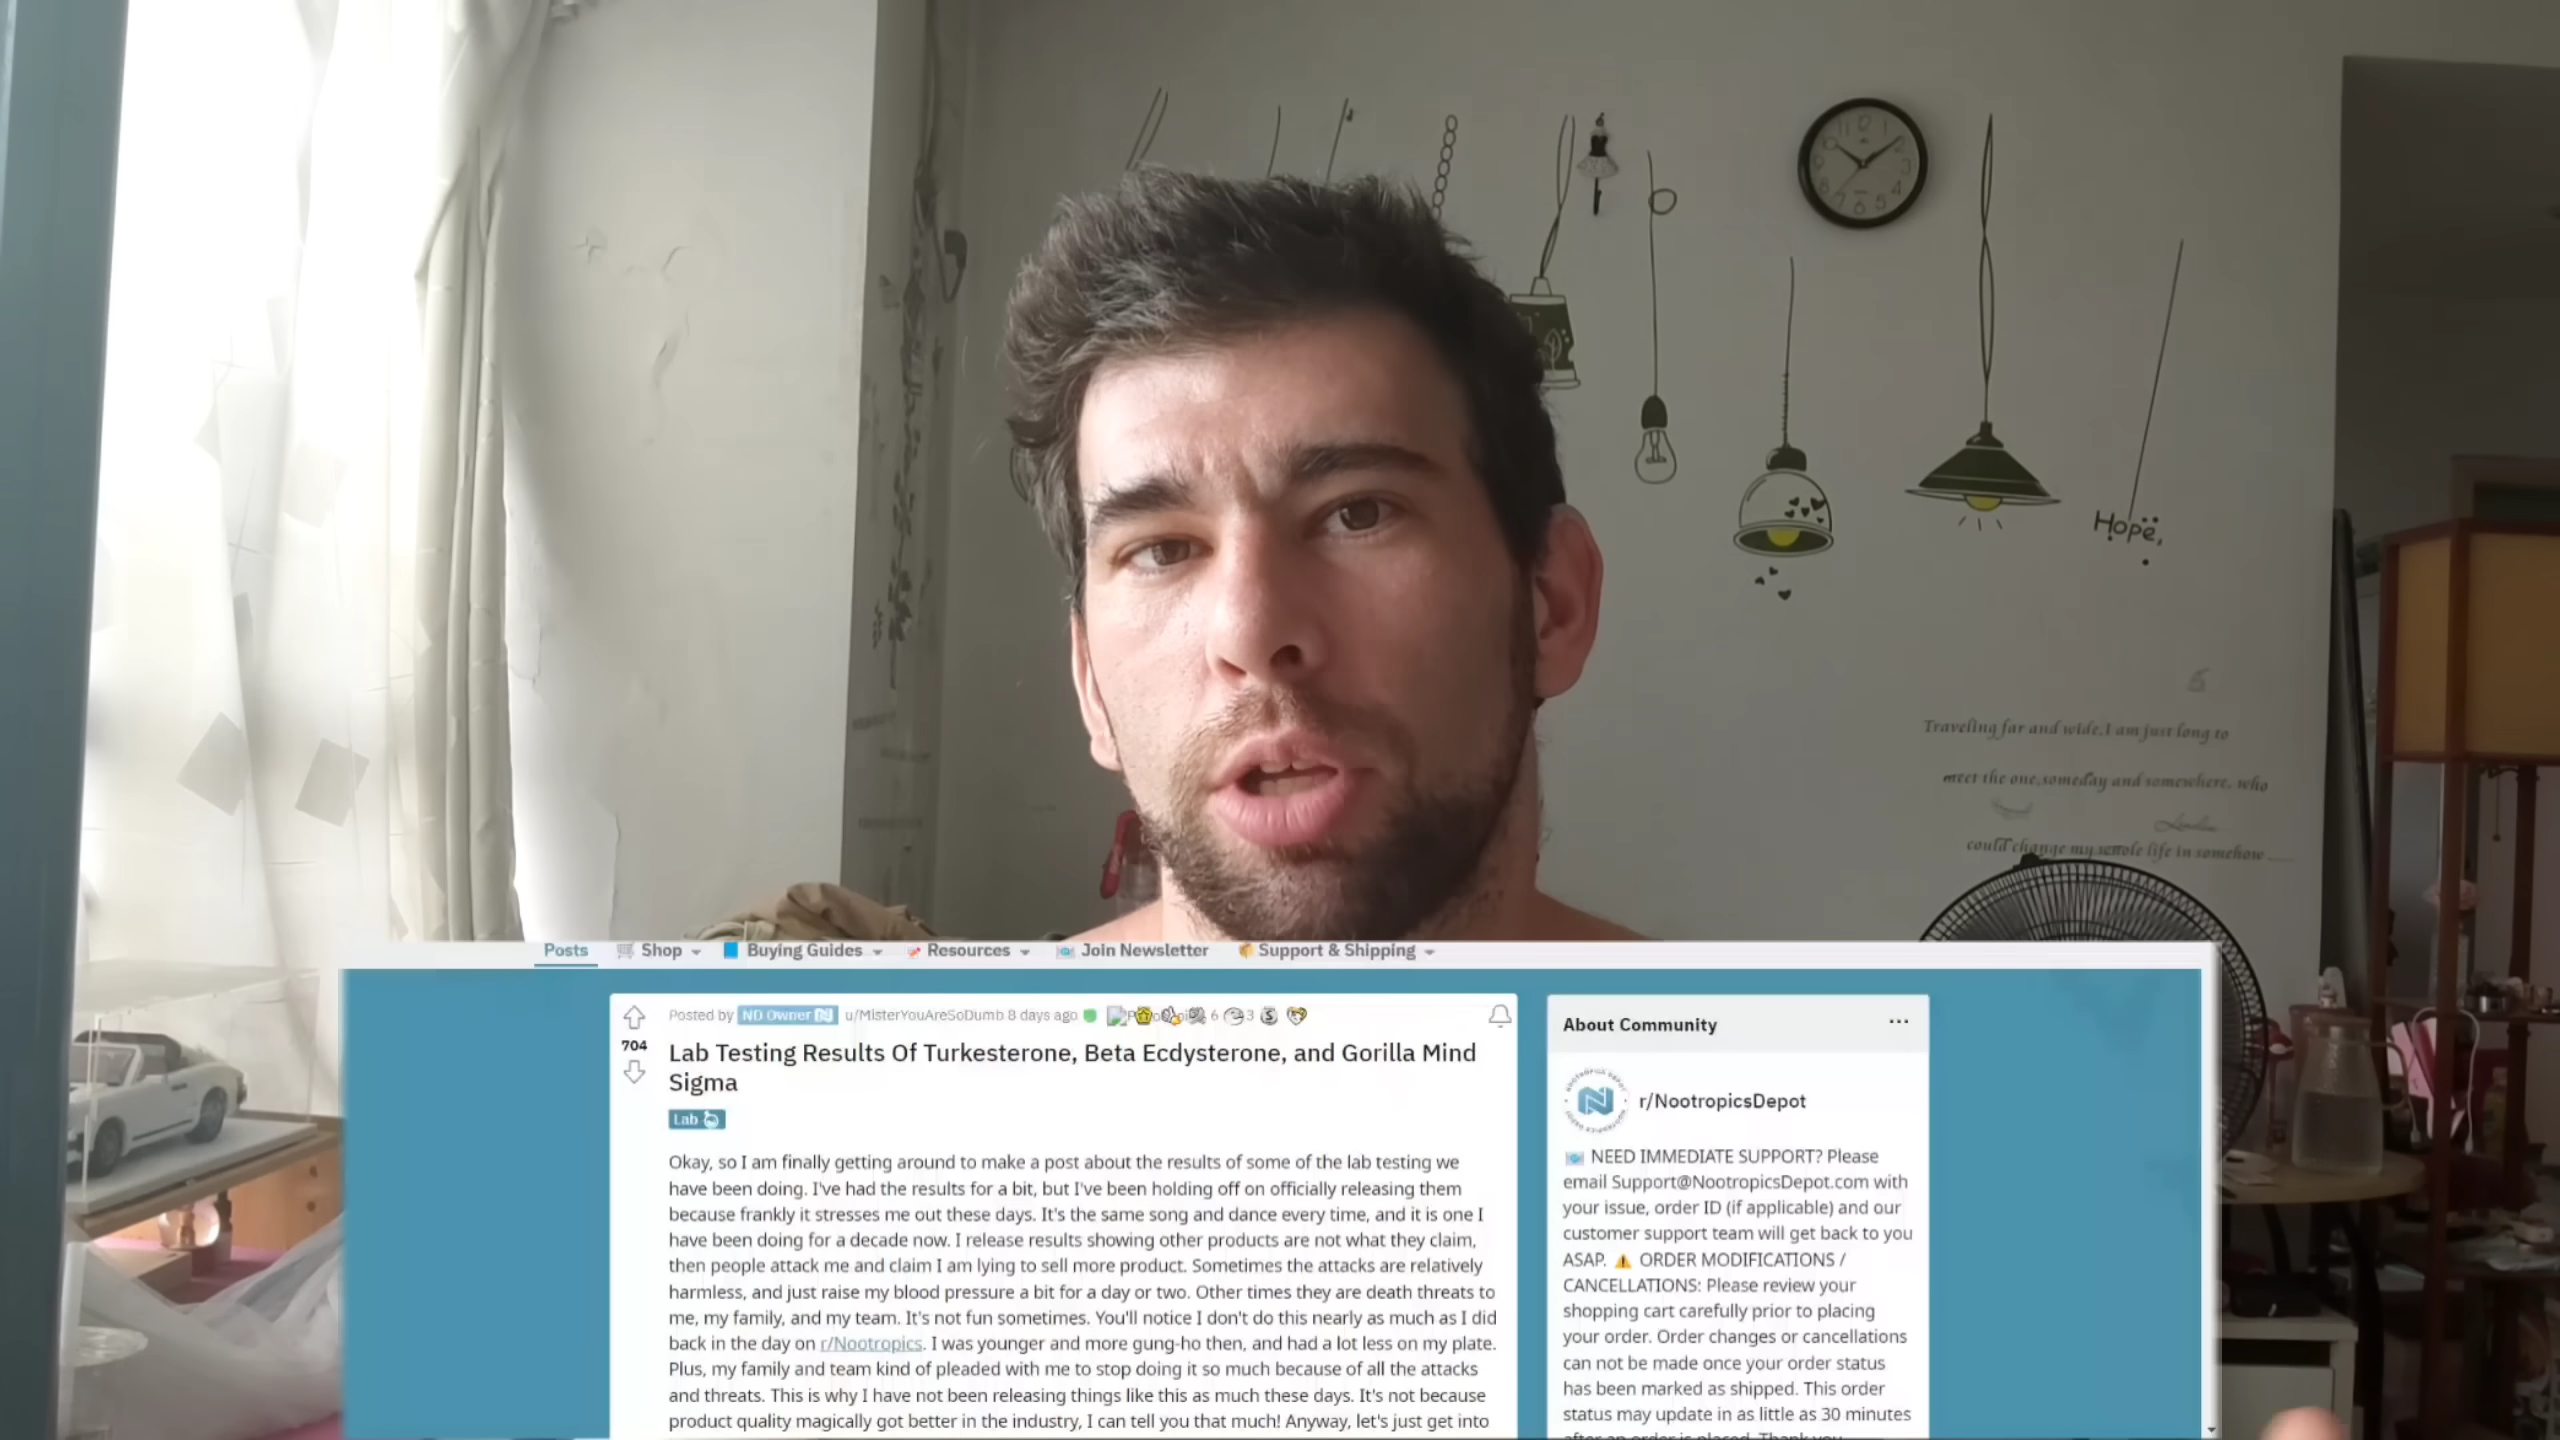 Hope,
Traveling far and wide,I am just long to
meet the one,someday and somewhere, who
could change my whole life in somehow ......
Posts Shop Buying Guides Resources Join Newsletter Support & Shipping
Posted by ND Owner u/MisterYouAreSoDumb 8 days ago 6 3
704
Lab Testing Results Of Turkesterone, Beta Ecdysterone, and Gorilla Mind
Sigma
Lab
Okay, so I am finally getting around to make a post about the results of some of the lab testing we
have been doing. I've had the results for a bit, but I've been holding off on officially releasing them
because frankly it stresses me out these days. It's the same song and dance every time, and it is one I
have been doing for a decade now. I release results showing other products are not what they claim,
then people attack me and claim I am lying to sell more product. Sometimes the attacks are relatively
harmless, and just raise my blood pressure a bit for a day or two. Other times they are death threats to
me, my family, and my team. It's not fun sometimes. You'll notice I don't do this nearly as much as I did
back in the day on r/Nootropics. I was younger and more gung-ho then, and had a lot less on my plate.
Plus, my family and team kind of pleaded with me to stop doing it so much because of all the attacks
and threats. This is why I have not been releasing things like this as much these days. It's not because
product quality magically got better in the industry, I can tell you that much! Anyway, let's just get into
About Community
r/NootropicsDepot
NEED IMMEDIATE SUPPORT? Please
email Support@NootropicsDepot.com with
your issue, order ID (if applicable) and our
customer support team will get back to you
ASAP. ⚠️ ORDER MODIFICATIONS /
CANCELLATIONS: Please review your
shopping cart carefully prior to placing
your order. Order changes or cancellations
can not be made once your order status
has been marked as shipped. This order
status may update in as little as 30 minutes
after an order is placed. Thank you